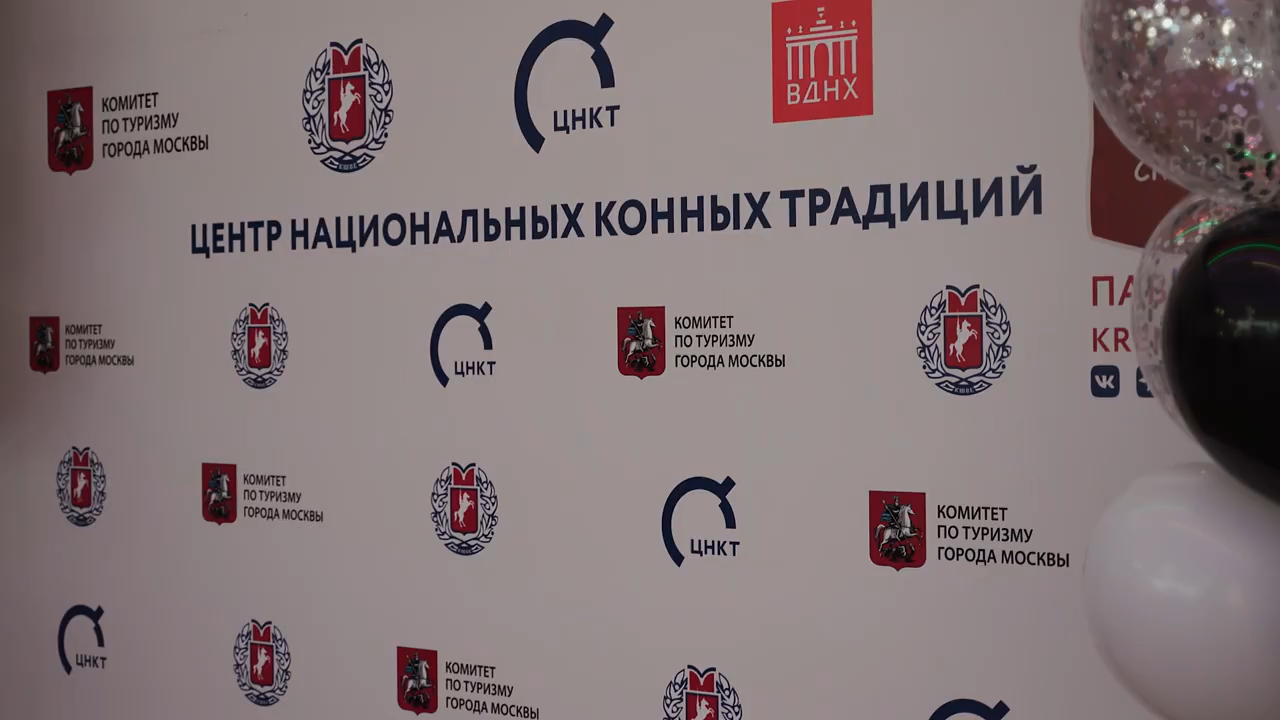 КОМИТЕТ
ПО ТУРИЗМУ
ГОРОДА МОСКВЫ
ЦНКТ
ВДНХ
ЦЕНТР НАЦИОНАЛЬНЫХ КОННЫХ ТРАДИЦИЙ
КОМИТЕТ
ПО ТУРИЗМУ
ГОРОДА МОСКВЫ
ЦНКТ
КОМИТЕТ
ПО ТУРИЗМУ
ГОРОДА МОСКВЫ
КОМИТЕТ
ПО ТУРИЗМУ
ГОРОДА МОСКВЫ
ЦНКТ
КОМИТЕТ
ПО ТУРИЗМУ
ГОРОДА МОСКВЫ
ЦНКТ
КОМИТЕТ
ПО ТУРИЗМУ
ГОРОДА МОСКВЫ